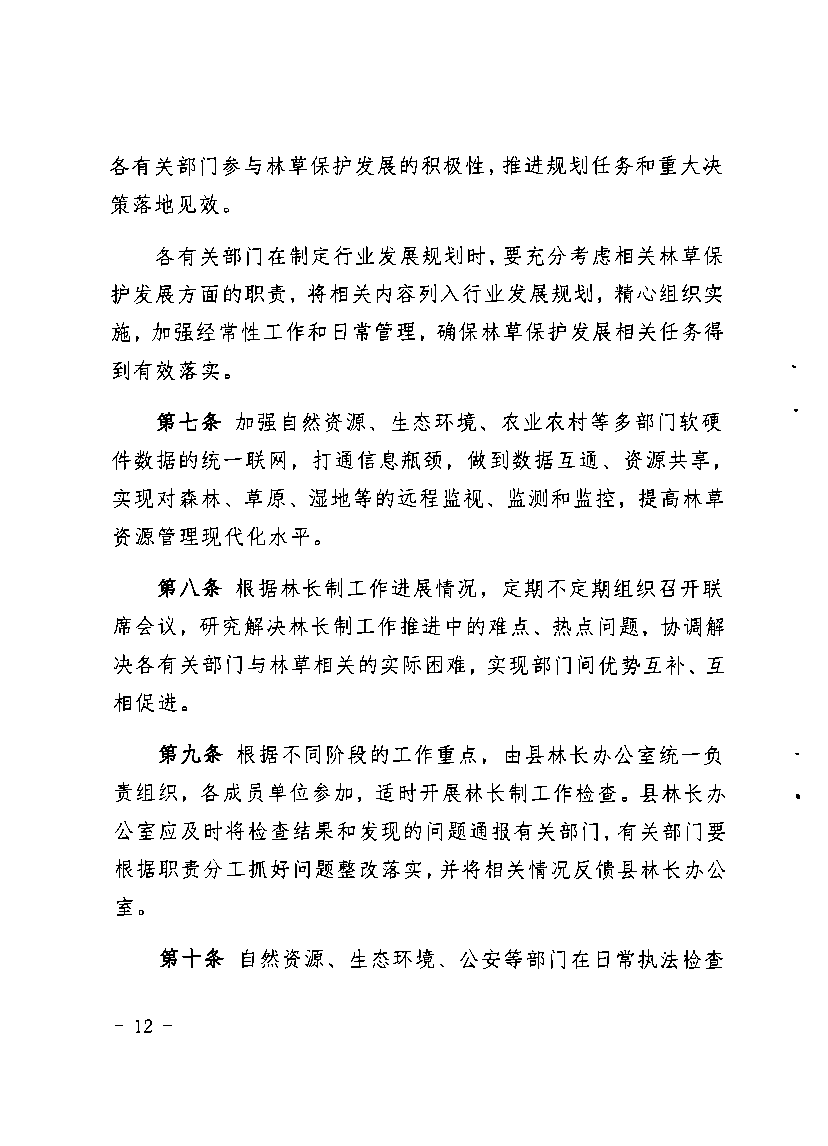 各有关部门参与林草保护发展的积极性，推进规划任务和重大决
策落地见效。
各有关部门在制定行业发展规划时，要充分考虑相关林草保
护发展方面的职责，将相关内容列入行业发展规划，精心组织实
施，加强经常性工作和日常管理，确保林草保护发展相关任务得
到有效落实。
第七条 加强自然资源、生态环境、农业农村等多部门软硬
件数据的统一联网，打通信息瓶颈，做到数据互通、资源共享，
实现对森林、草原、湿地等的远程监视、监测和监控，提高林草
资源管理现代化水平。
第八条 根据林长制工作进展情况，定期不定期组织召开联
席会议，研究解决林长制工作推进中的难点、热点问题，协调解
决各有关部门与林草相关的实际困难，实现部门间优势互补、互
相促进。
第九条 根据不同阶段的工作重点，由县林长办公室统一负
责组织，各成员单位参加，适时开展林长制工作检查。县林长办
公室应及时将检查结果和发现的问题通报有关部门，有关部门要
根据职责分工抓好问题整改落实，并将相关情况反馈县林长办公
室。
第十条 自然资源、生态环境、公安等部门在日常执法检查
- 12 -